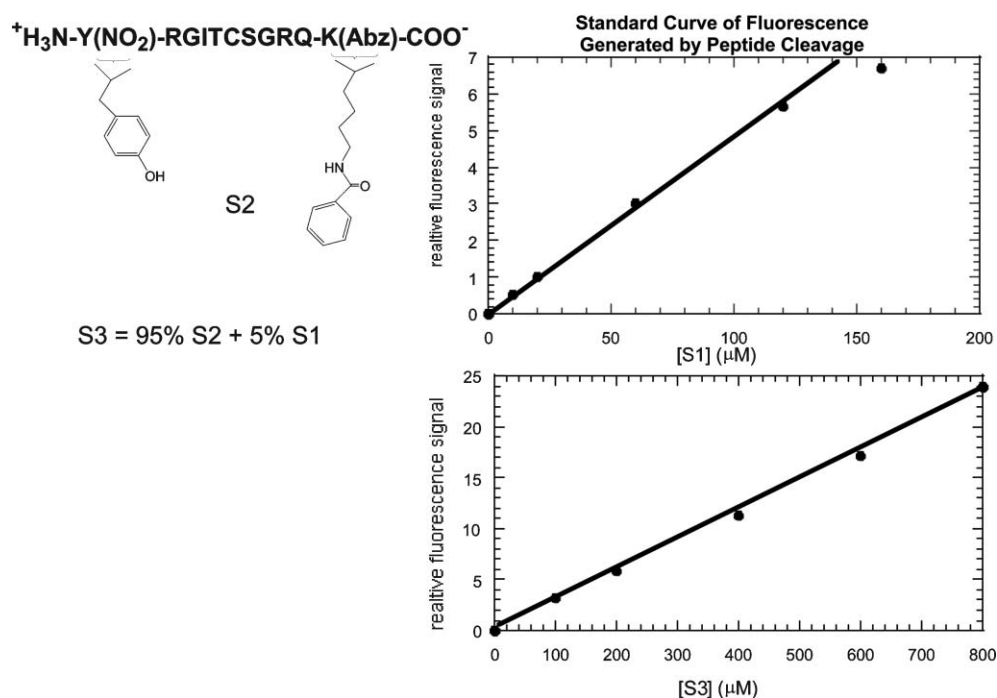 ⁺H₃N-Y(NO₂)-RGITCSGRQ-K(Abz)-COO⁻
OH
HN
O
S2
S3 = 95% S2 + 5% S1
Standard Curve of Fluorescence
Generated by Peptide Cleavage
realtive fluorescence signal
7
6
5
4
3
2
1
0
0 50 100 150 200
[S1] (μM)
realtive fluorescence signal
25
20
15
10
5
0
0 100 200 300 400 500 600 700 800
[S3] (μM)